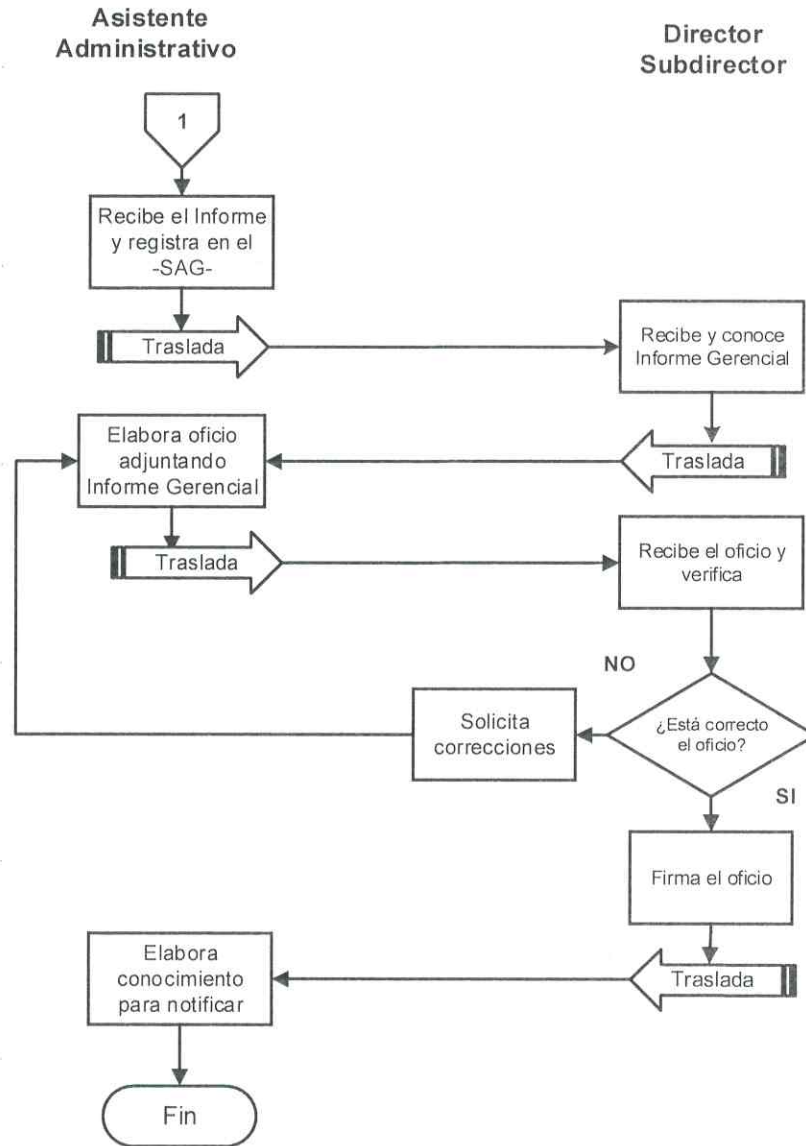 Asistente
Administrativo
Director
Subdirector
1
Recibe el Informe
y registra en el
-SAG-
Traslada
Recibe y conoce
Informe Gerencial
Traslada
Elabora oficio
adjuntando
Informe Gerencial
Traslada
Recibe el oficio y
verifica
NO
¿Está correcto
el oficio?
Solicita
correcciones
SI
Firma el oficio
Traslada
Elabora
conocimiento
para notificar
Fin